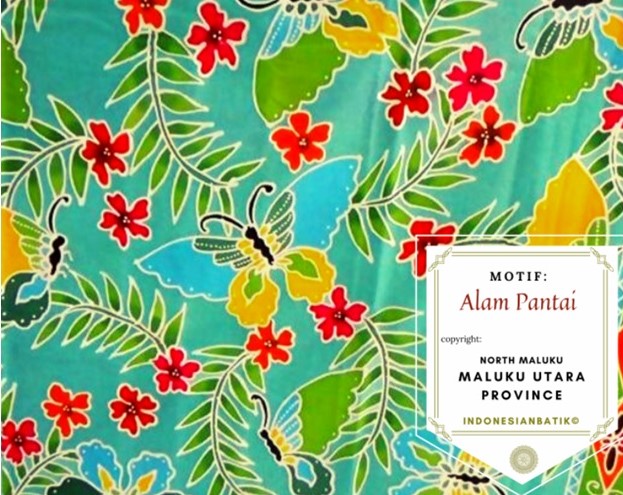 MOTIF:
Alam Pantai
copyright:
NORTH MALUKU
MALUKU UTARA
PROVINCE
INDONESIANBATIK©